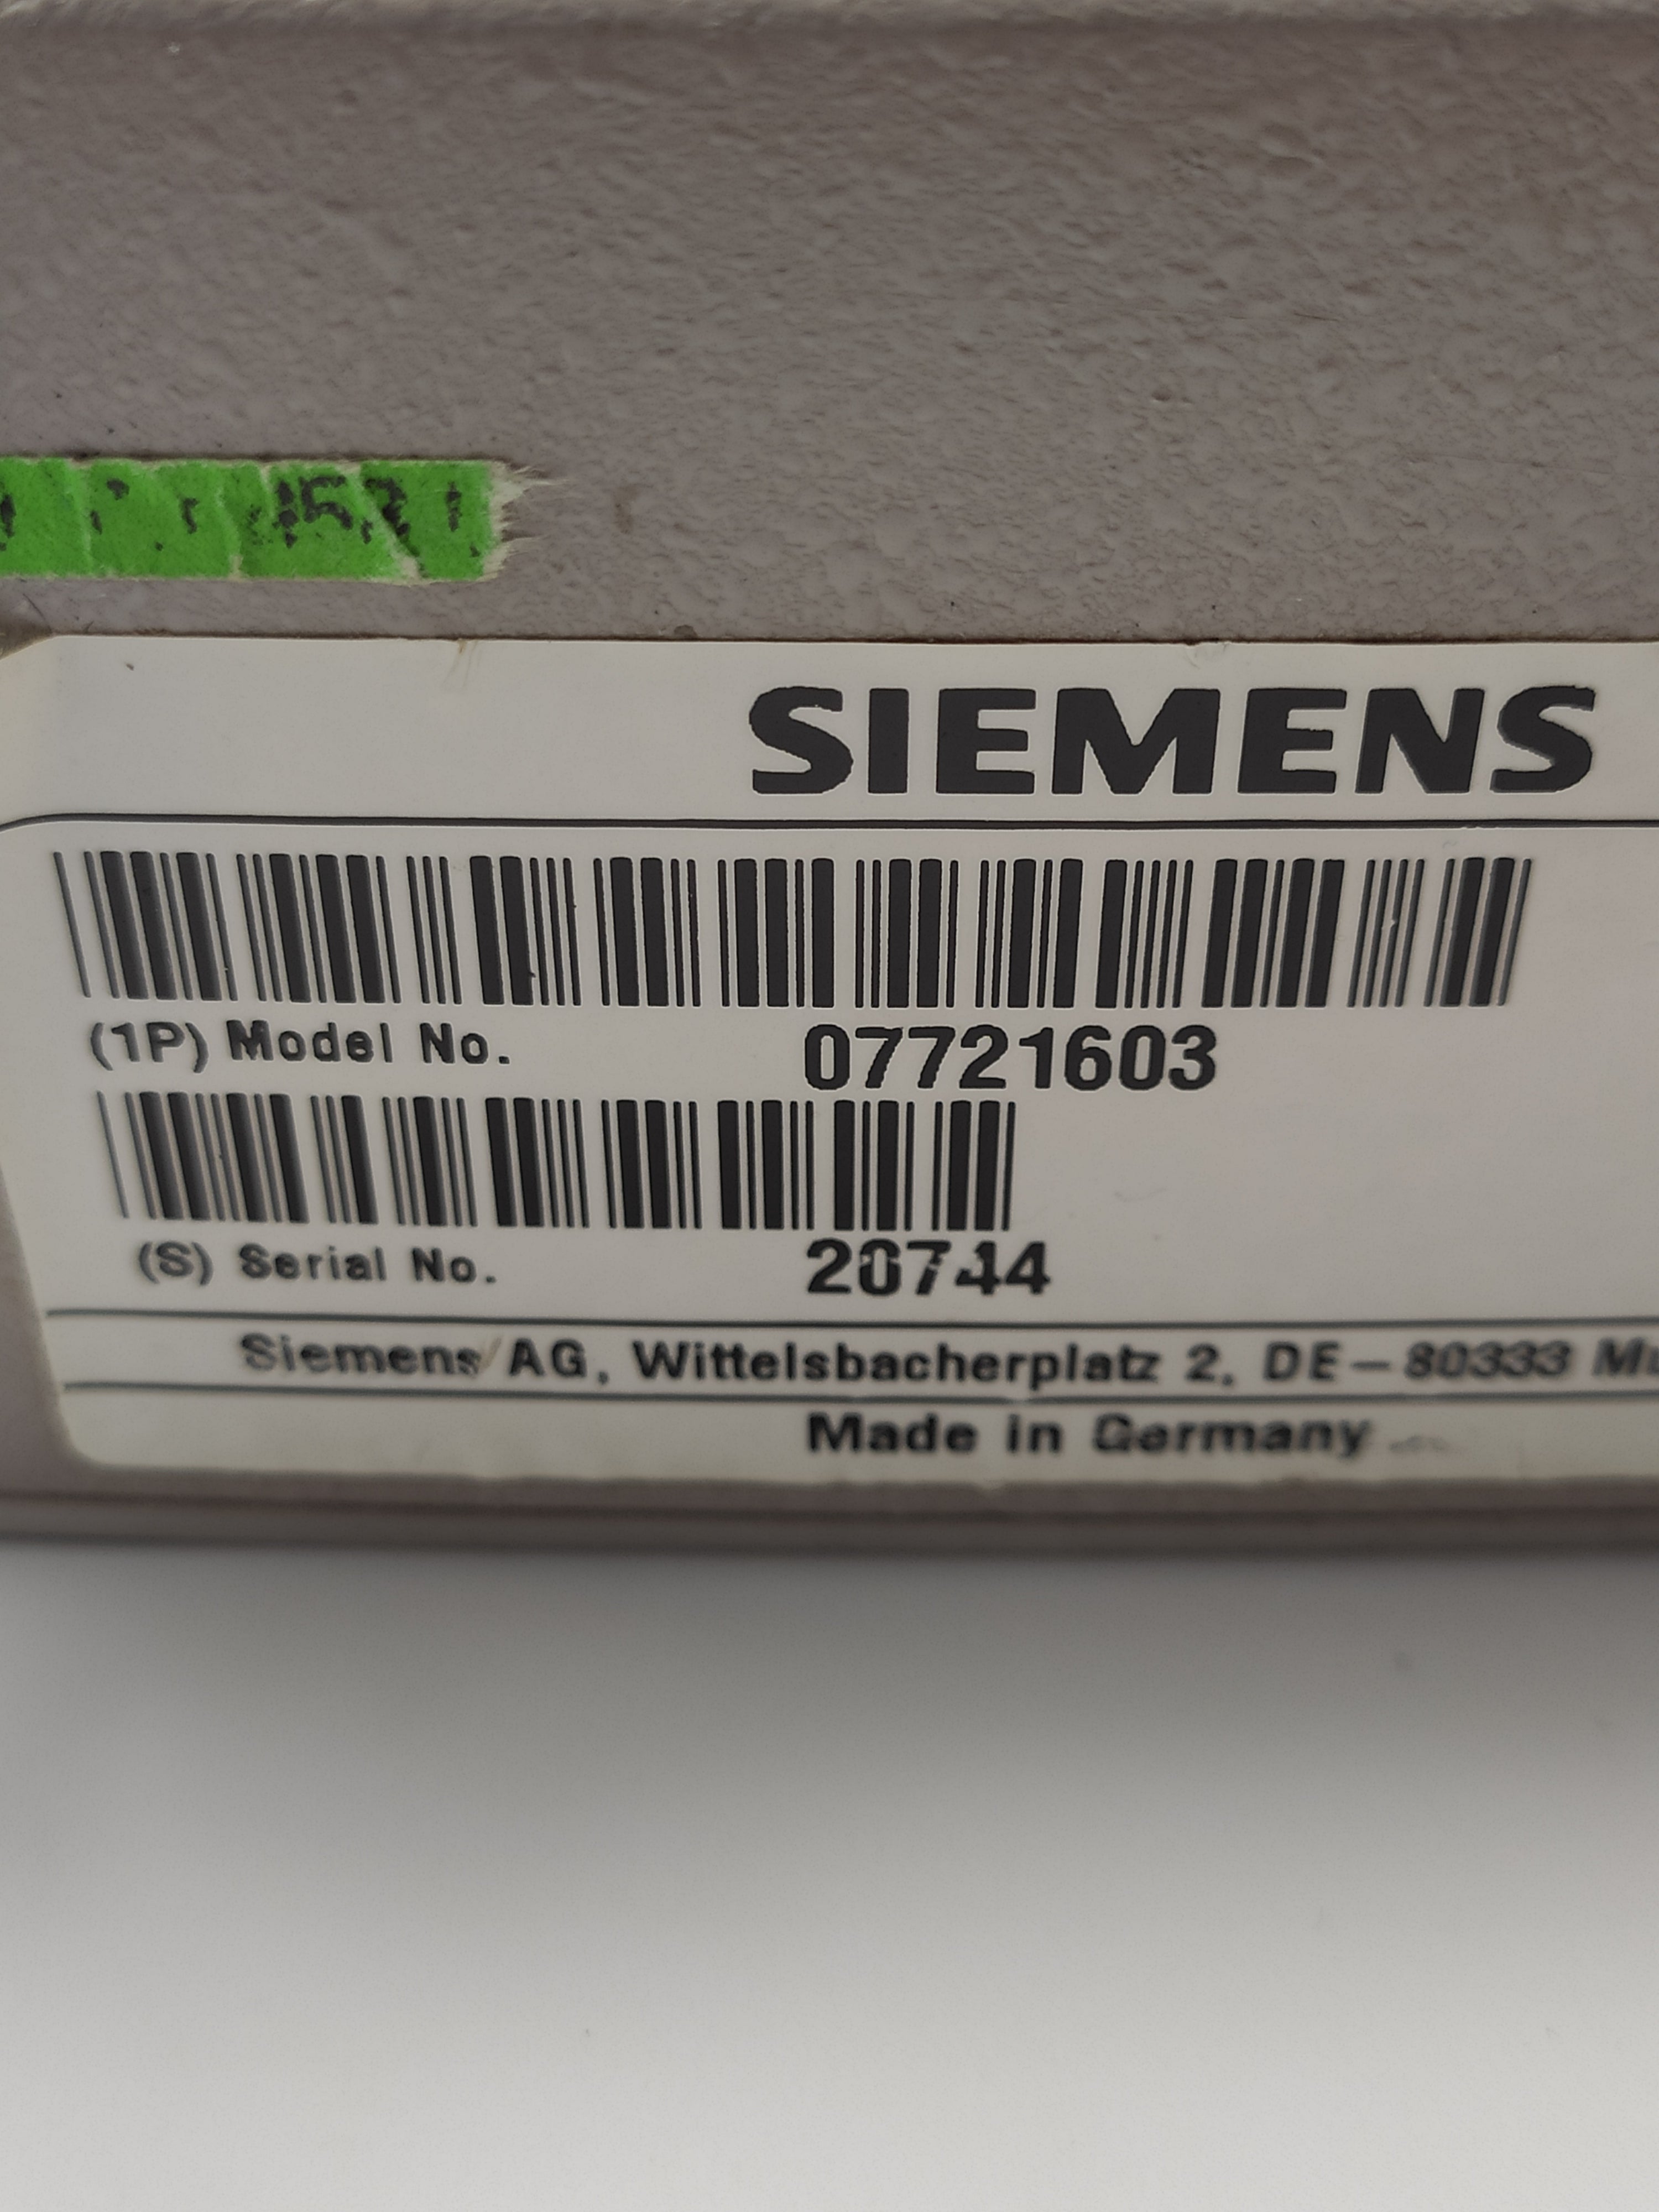 SIEMENS
(1P) Model No. 07721603
(S) Serial No. 20744
Siemens AG, Wittelsbacherplatz 2, DE-80333
Made in Germany